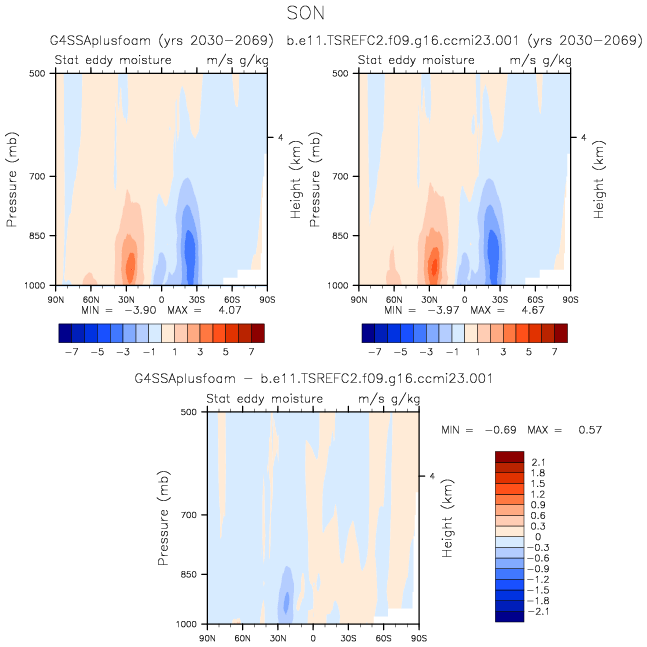 SON
G4SSAplusfoam (yrs 2030-2069)
Stat eddy moisture m/s g/kg
500
700
850
1000
Pressure (mb)
4
Height (km)
90N 60N 30N 0 30S 60S 90S
MIN = -3.90 MAX = 4.07
-7 -5 -3 -1 1 3 5 7
b.e11.TSREFC2.f09.g16.ccmi23.001 (yrs 2030-2069)
Stat eddy moisture m/s g/kg
500
700
850
1000
Pressure (mb)
4
Height (km)
90N 60N 30N 0 30S 60S 90S
MIN = -3.97 MAX = 4.67
-7 -5 -3 -1 1 3 5 7
G4SSAplusfoam - b.e11.TSREFC2.f09.g16.ccmi23.001
Stat eddy moisture m/s g/kg
500
700
850
1000
Pressure (mb)
4
Height (km)
90N 60N 30N 0 30S 60S 90S
MIN = -0.69 MAX = 0.57
2.1
1.8
1.5
1.2
0.9
0.6
0.3
0
-0.3
-0.6
-0.9
-1.2
-1.5
-1.8
-2.1